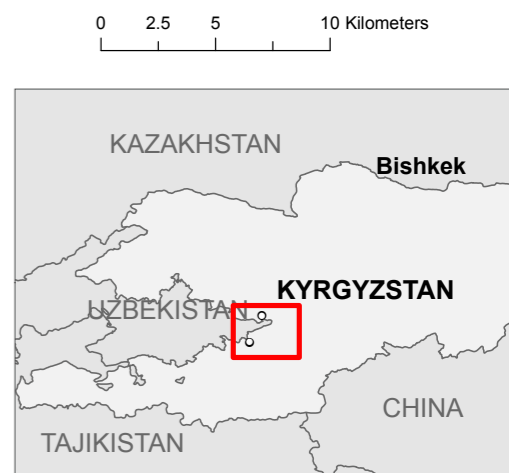 0 2.5 5 10 Kilometers
KAZAKHSTAN
Bishkek
KYRGYZSTAN
UZBEKISTAN
CHINA
TAJIKISTAN